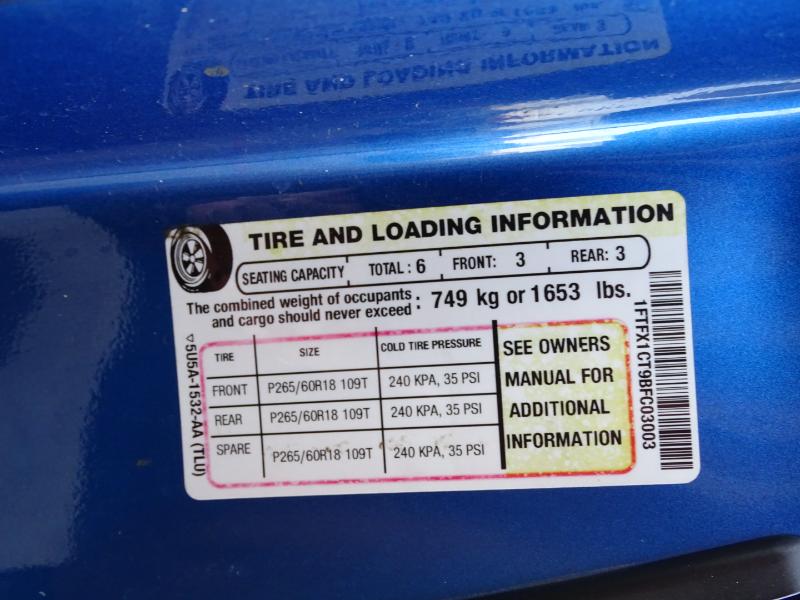 TIRE AND LOADING INFORMATION
SEATING CAPACITY TOTAL: 6 FRONT: 3 REAR: 3
The combined weight of occupants
and cargo should never exceed : 749 kg or 1653 lbs.
TIRE SIZE COLD TIRE PRESSURE
FRONT P265/60R18 109T 240 KPA, 35 PSI
REAR P265/60R18 109T 240 KPA, 35 PSI
SPARE P265/60R18 109T 240 KPA, 35 PSI
SEE OWNERS
MANUAL FOR
ADDITIONAL
INFORMATION
5U5A-1532-AA (TLU)
1FTFX1CT9BFC03003
TIRE AND LOADING INFORMATION